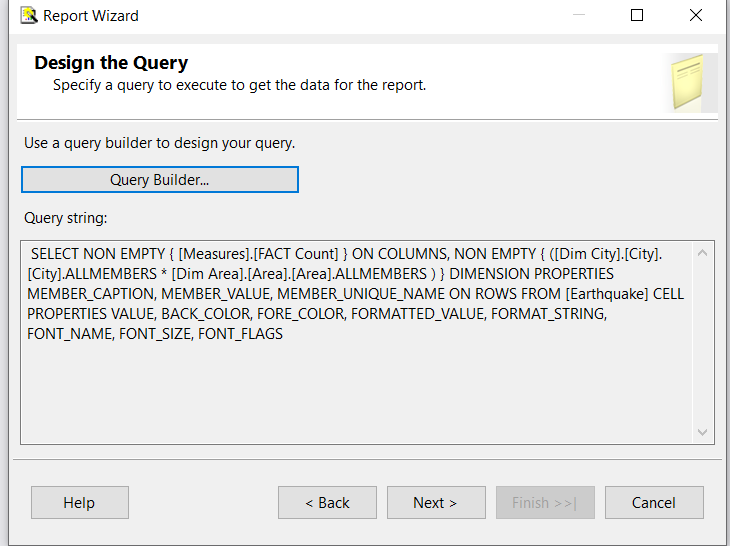 Report Wizard
Design the Query
Specify a query to execute to get the data for the report.
Use a query builder to design your query.
Query Builder...
Query string:
SELECT NON EMPTY { [Measures].[FACT Count] } ON COLUMNS, NON EMPTY { ([Dim City].[City].
[City].ALLMEMBERS * [Dim Area].[Area].[Area].ALLMEMBERS ) } DIMENSION PROPERTIES
MEMBER_CAPTION, MEMBER_VALUE, MEMBER_UNIQUE_NAME ON ROWS FROM [Earthquake] CELL
PROPERTIES VALUE, BACK_COLOR, FORE_COLOR, FORMATTED_VALUE, FORMAT_STRING,
FONT_NAME, FONT_SIZE, FONT_FLAGS
Help
< Back
Next >
Finish >>|
Cancel